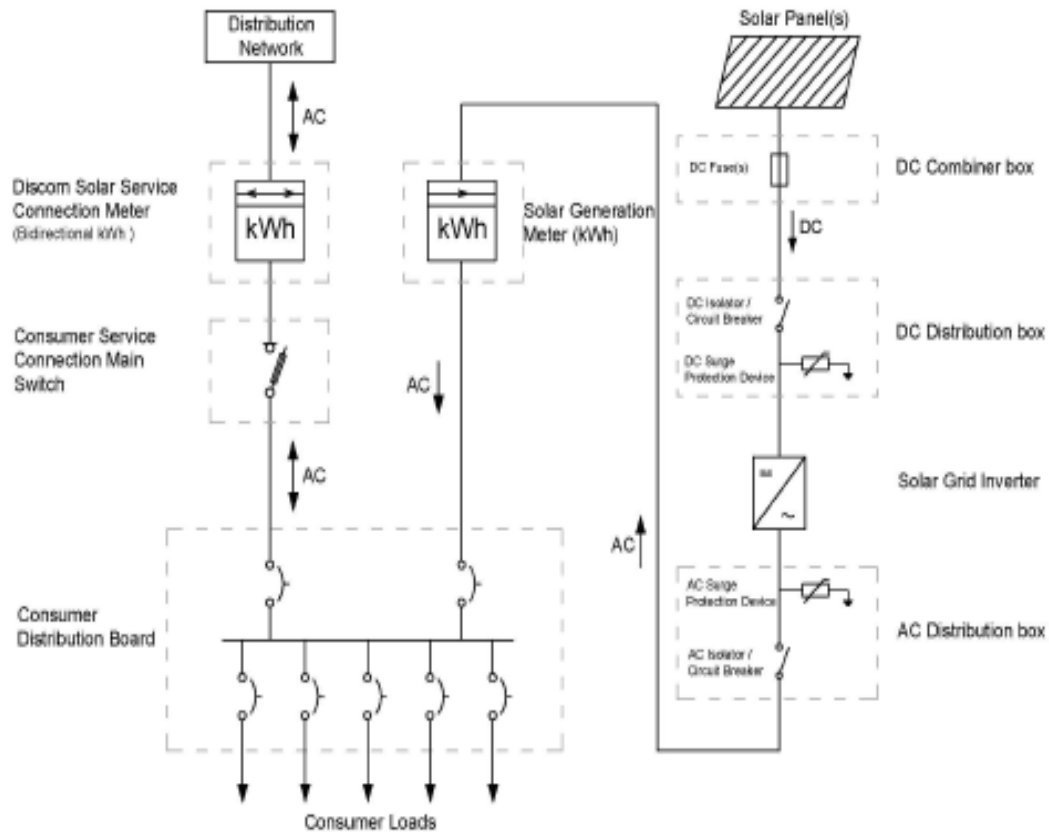 Distribution
Network
AC
Discom Solar Service
Connection Meter
(Bidirectional kWh )
kWh
Consumer Service
Connection Main
Switch
AC
Consumer
Distribution Board
Consumer Loads
kWh
Solar Generation
Meter (kWh)
AC
AC
Solar Panel(s)
DC Fuse(s)
DC Combiner box
DC
DC Isolator /
Circuit Breaker
DC Surge
Protection Device
DC Distribution box
Solar Grid Inverter
AC Surge
Protection Device
AC Isolator /
Circuit Breaker
AC Distribution box